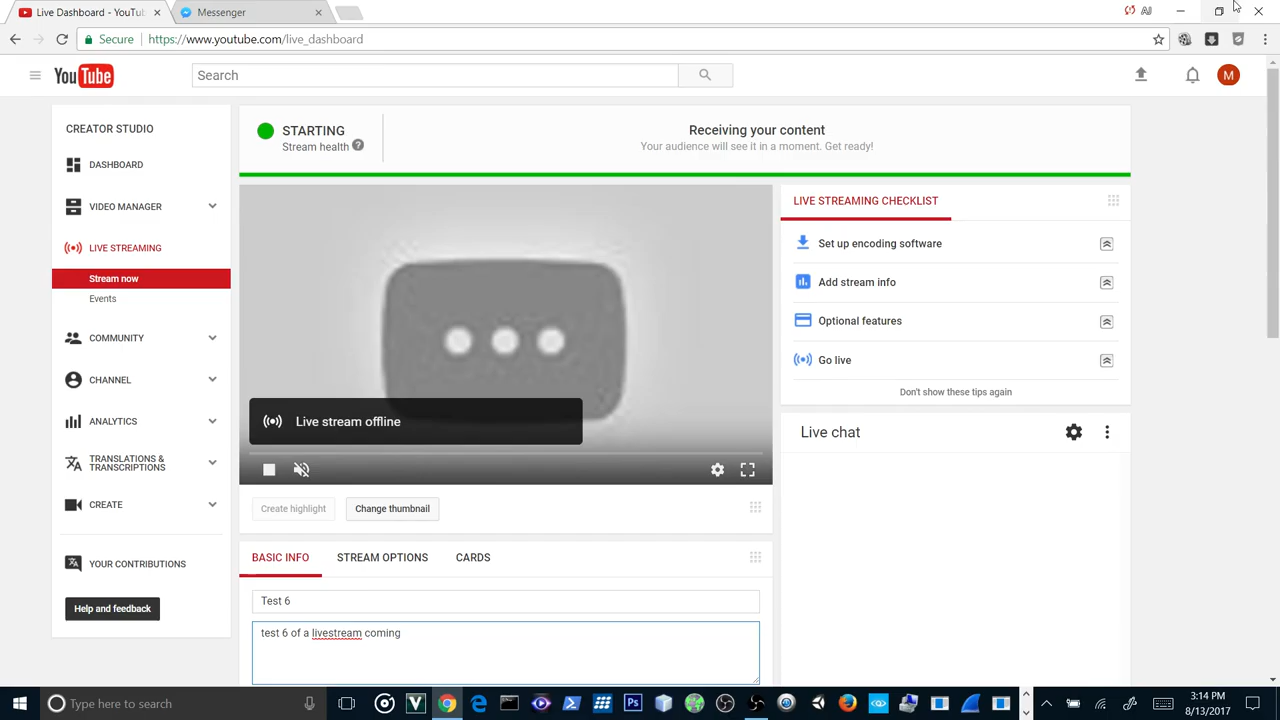 Live Dashboard - YouTu
Messenger
AJ
Secure
https://www.youtube.com/live_dashboard
YouTube
Search
M
CREATOR STUDIO
DASHBOARD
VIDEO MANAGER
LIVE STREAMING
Stream now
Events
COMMUNITY
CHANNEL
ANALYTICS
TRANSLATIONS &
TRANSCRIPTIONS
CREATE
YOUR CONTRIBUTIONS
Help and feedback
STARTING
Stream health ?
Receiving your content
Your audience will see it in a moment. Get ready!
Live stream offline
Create highlight
Change thumbnail
BASIC INFO
STREAM OPTIONS
CARDS
Test 6
test 6 of a livestream coming
LIVE STREAMING CHECKLIST
Set up encoding software
Add stream info
Optional features
Go live
Don't show these tips again
Live chat
Type here to search
V
Ps
3:14 PM
8/13/2017